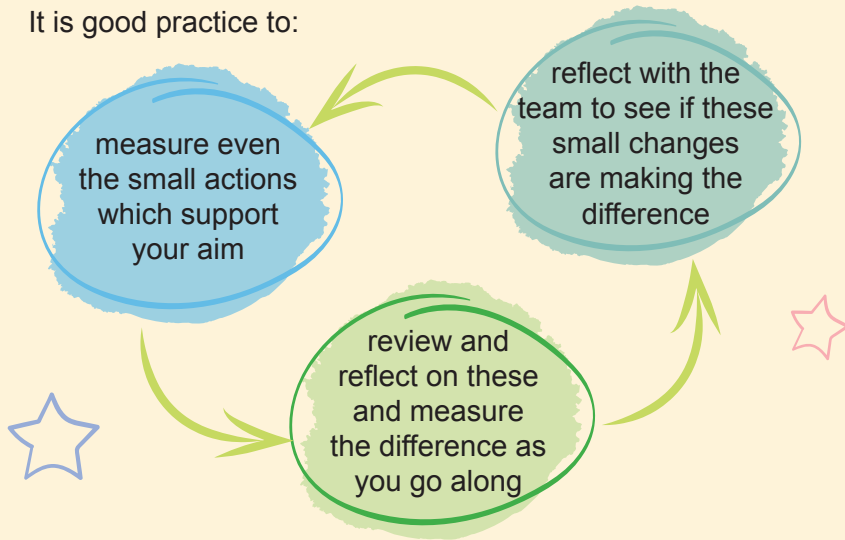 It is good practice to:
measure even
the small actions
which support
your aim
review and
reflect on these
and measure
the difference as
you go along
reflect with the
team to see if these
small changes
are making the
difference